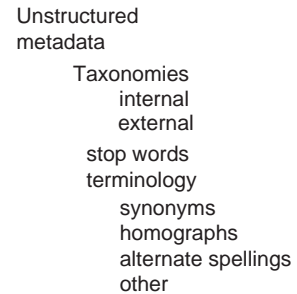 Unstructured
metadata
Taxonomies
internal
external
stop words
terminology
synonyms
homographs
alternate spellings
other